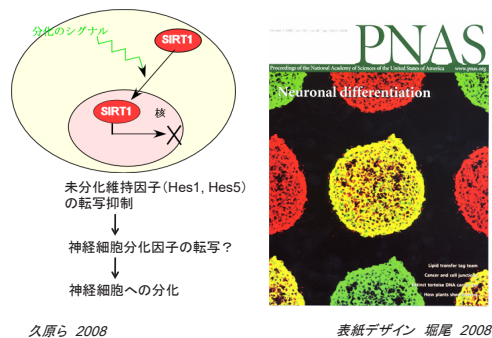 分化のシグナル
SIRT1
SIRT1
核
未分化維持因子（Hes1, Hes5）
の転写抑制
神経細胞分化因子の転写？
神経細胞への分化
久原ら 2008
PNAS
Proceedings of the National Academy of Sciences of the United States of America www.pnas.org
Neuronal differentiation
Lipid transfer tag team
Cancer and cell junctions
tortoise DNA
How plants
表紙デザイン 堀尾 2008